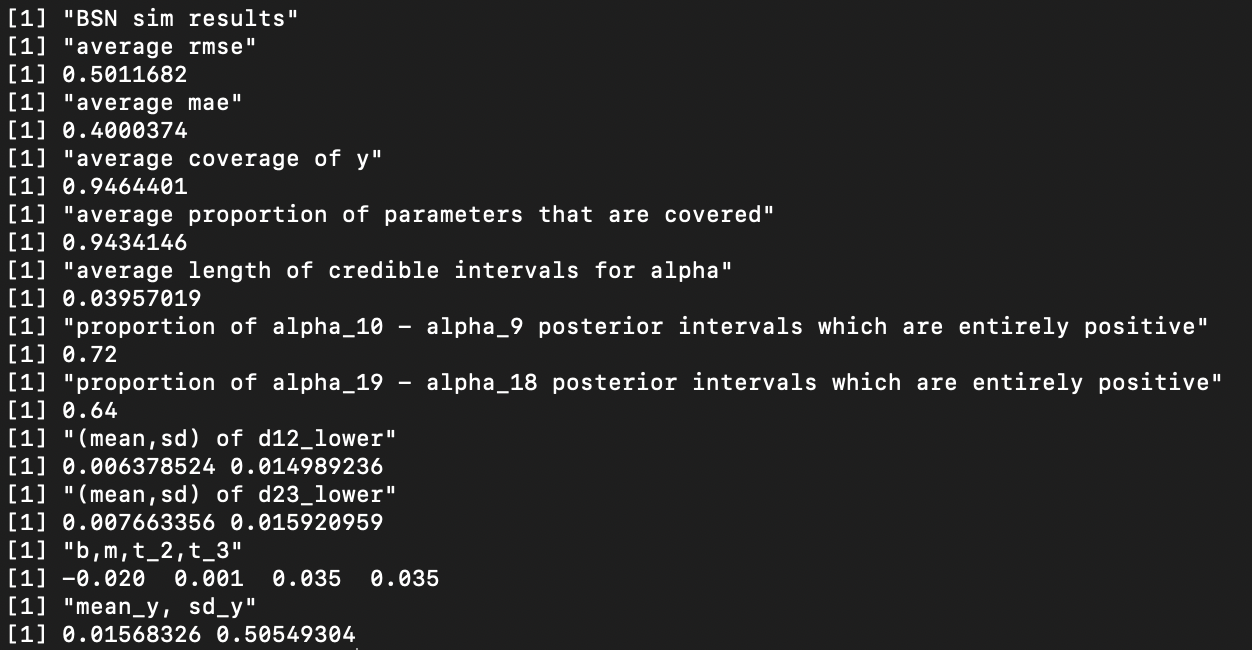 [1] "BSN sim results"
[1] "average rmse"
[1] 0.5011682
[1] "average mae"
[1] 0.4000374
[1] "average coverage of y"
[1] 0.9464401
[1] "average proportion of parameters that are covered"
[1] 0.9434146
[1] "average length of credible intervals for alpha"
[1] 0.03957019
[1] "proportion of alpha_10 - alpha_9 posterior intervals which are entirely positive"
[1] 0.72
[1] "proportion of alpha_19 - alpha_18 posterior intervals which are entirely positive"
[1] 0.64
[1] "(mean,sd) of d12_lower"
[1] 0.006378524 0.014989236
[1] "(mean,sd) of d23_lower"
[1] 0.007663356 0.015920959
[1] "b,m,t_2,t_3"
[1] -0.020  0.001  0.035  0.035
[1] "mean_y, sd_y"
[1] 0.01568326 0.50549304